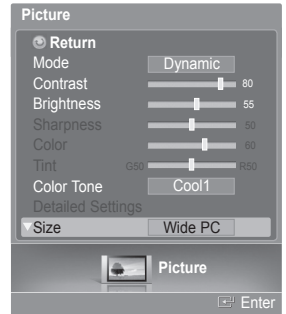 Picture
Return
Mode Dynamic
Contrast 80
Brightness 55
Sharpness 50
Color 60
Tint G50 R50
Color Tone Cool1
Detailed Settings
Size Wide PC
Picture
Enter